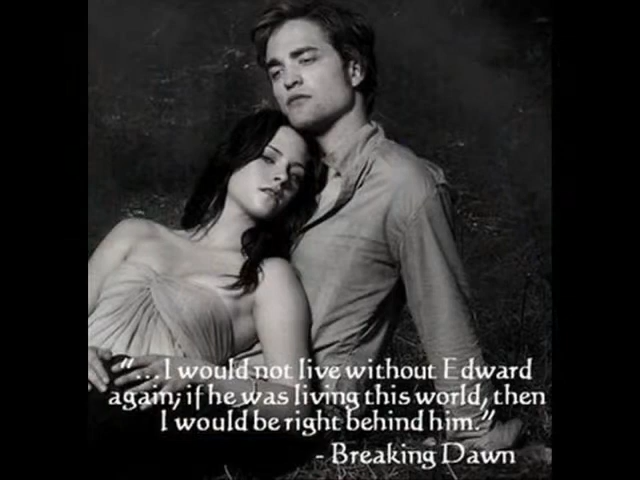 "...I would not live without Edward
again; if he was living this world, then
I would be right behind him."
- Breaking Dawn